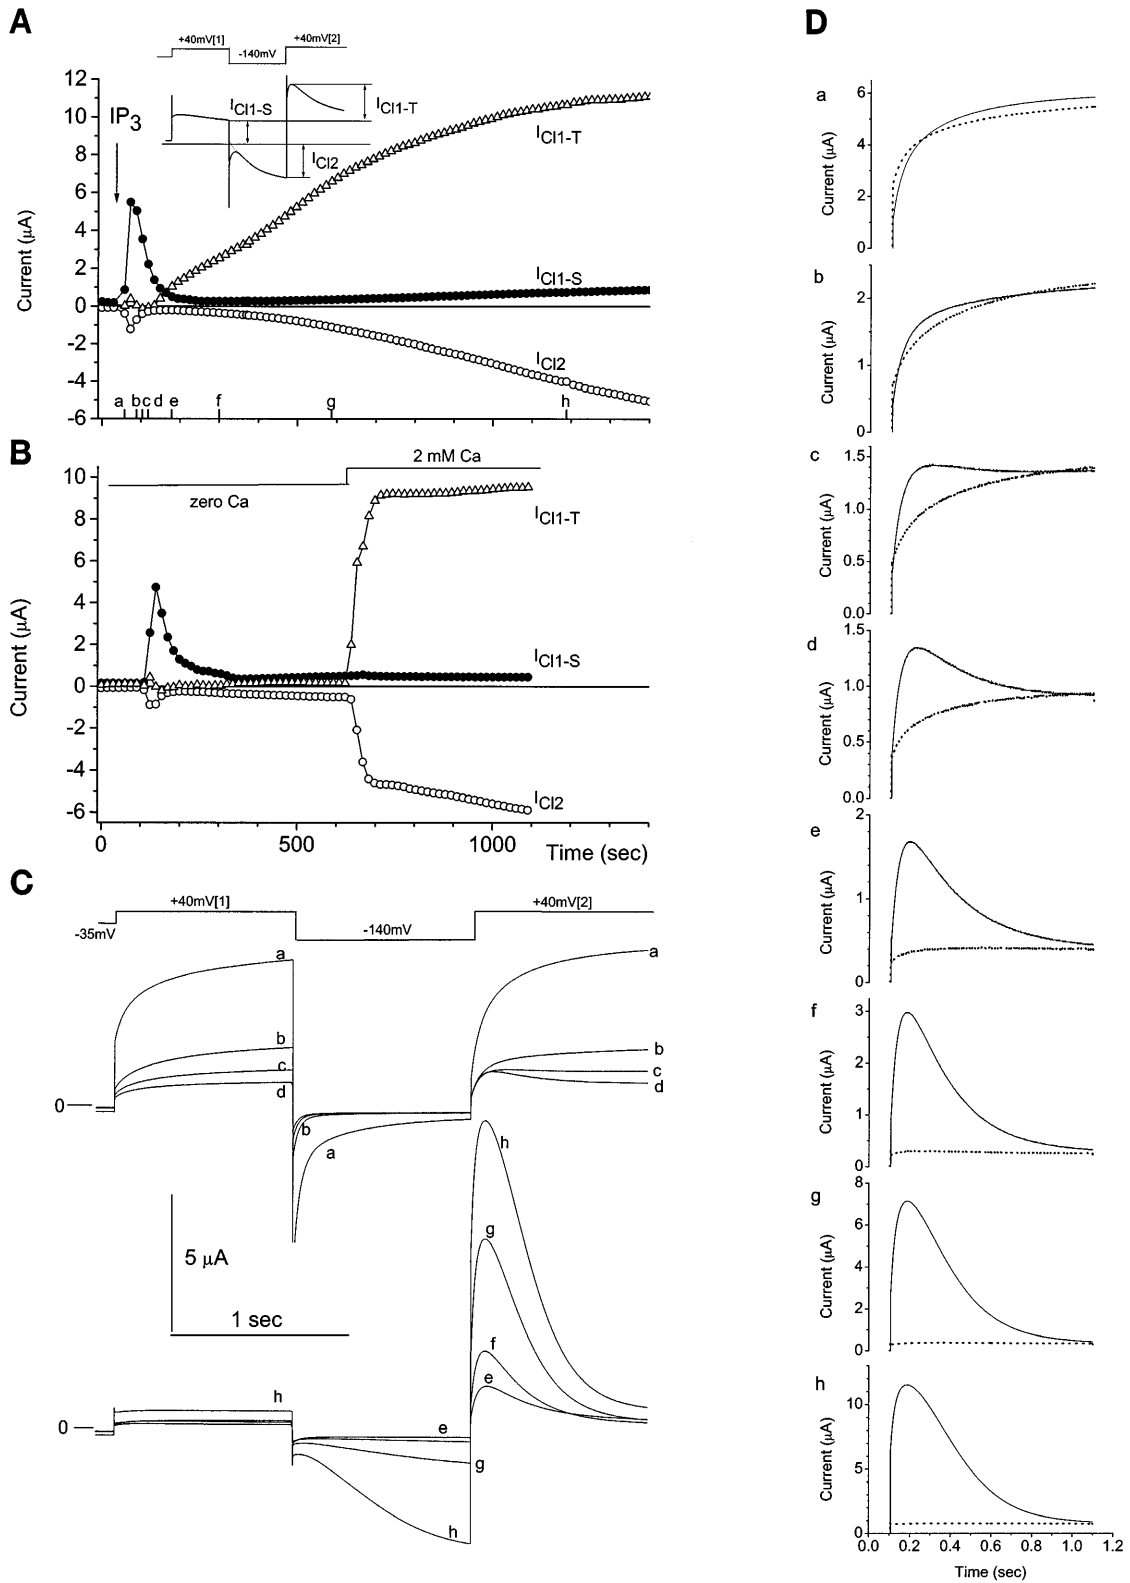 A
+40mV[1]
-140mV
+40mV[2]
ICl1-S
ICl1-T
ICl2
IP3
12
10
8
6
4
2
0
-2
-4
-6
Current (μA)
ICl1-T
ICl1-S
ICl2
a b c d e f g h
B
2 mM Ca
zero Ca
10
8
6
4
2
0
-2
-4
-6
Current (μA)
ICl1-T
ICl1-S
ICl2
0 500 1000
Time (sec)
C
-35mV
+40mV[1]
-140mV
+40mV[2]
a
b
c
d
0
b
a
a
b
c
d
5 μA
1 sec
h
g
f
e
h
0
e
g
h
D
a
6
4
2
0
Current (μA)
b
2
1
0
Current (μA)
c
1.5
1.0
0.5
0.0
Current (μA)
d
1.5
1.0
0.5
0.0
Current (μA)
e
2
1
0
Current (μA)
f
3
2
1
0
Current (μA)
g
8
6
4
2
0
Current (μA)
h
10
5
0
Current (μA)
0.0 0.2 0.4 0.6 0.8 1.0 1.2
Time (sec)